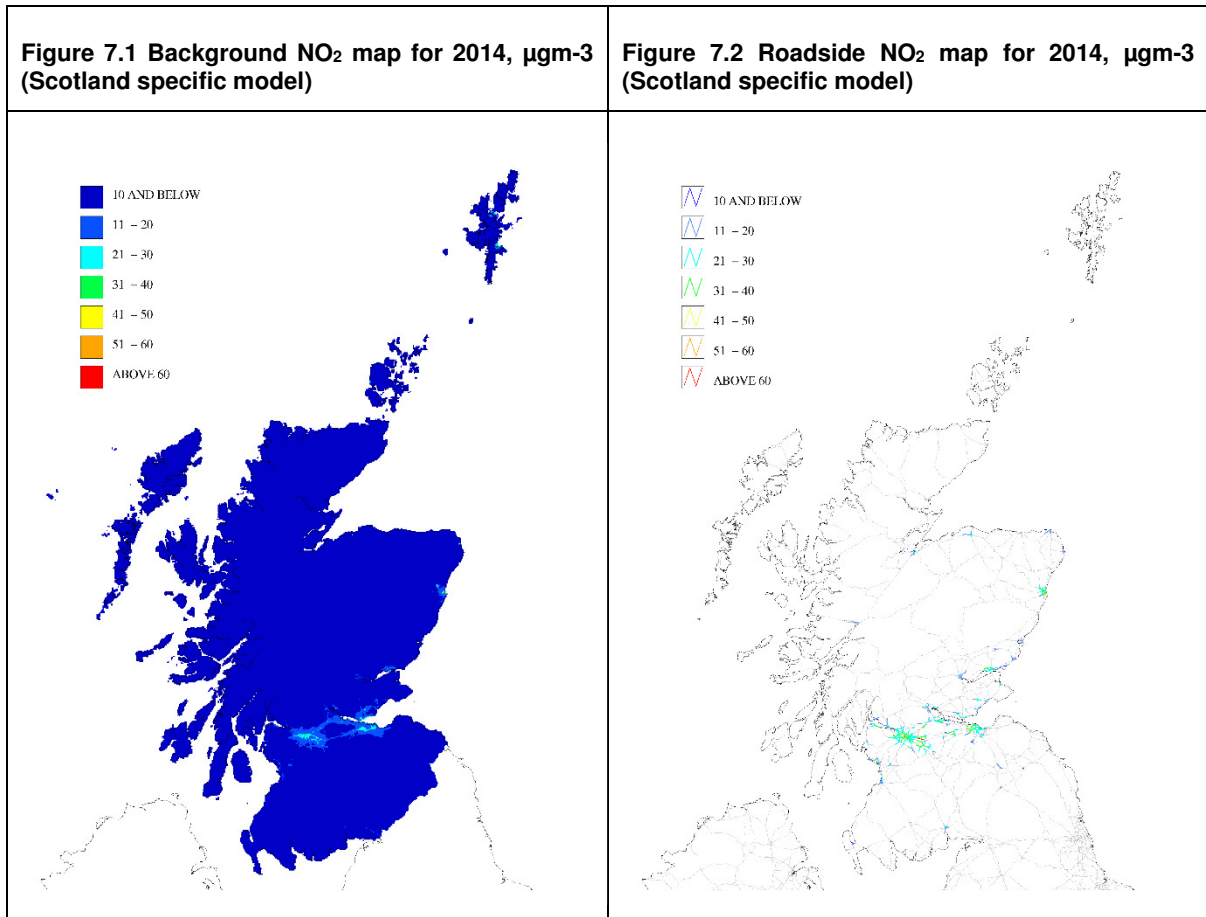 Figure 7.1 Background NO₂ map for 2014, µgm-3
(Scotland specific model)
Figure 7.2 Roadside NO₂ map for 2014, µgm-3
(Scotland specific model)
10 AND BELOW
11 – 20
21 – 30
31 – 40
41 – 50
51 – 60
ABOVE 60
10 AND BELOW
11 – 20
21 – 30
31 – 40
41 – 50
51 – 60
ABOVE 60